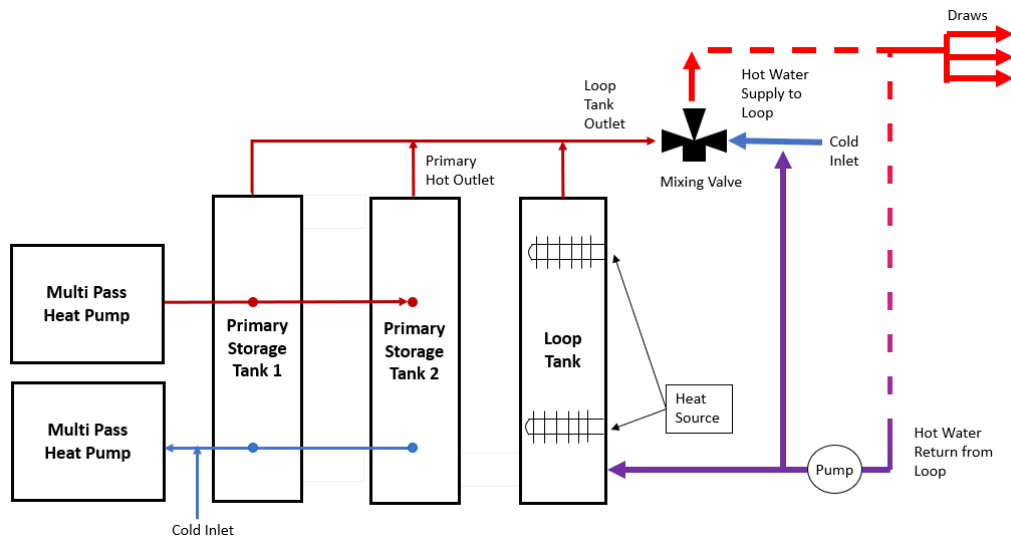 Draws
Hot Water
Supply to
Loop
Loop
Tank
Outlet
Cold
Inlet
Primary
Hot Outlet
Mixing Valve
Multi Pass
Heat Pump
Primary
Storage
Tank 1
Primary
Storage
Tank 2
Loop
Tank
Heat
Source
Multi Pass
Heat Pump
Hot Water
Return from
Loop
Pump
Cold Inlet